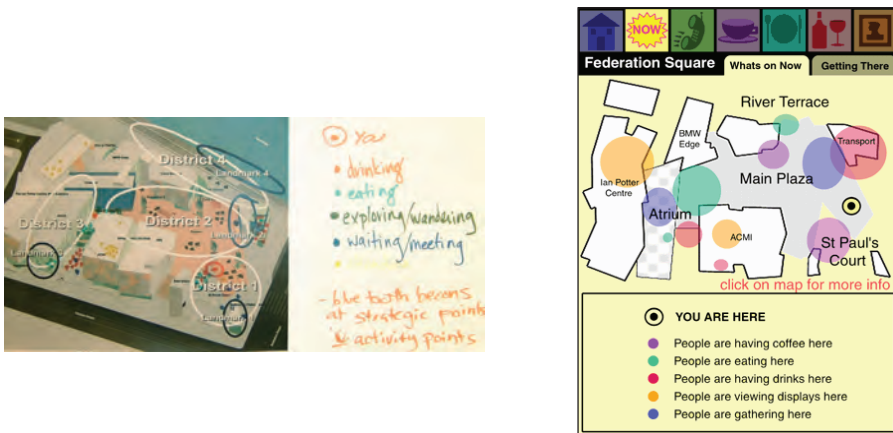 District 4
Landmark 4
District 3
District 2
District 1
You
drinking
eating
exploring/wandering
waiting/meeting
- blue tooth becons
at strategic points
activity points
NOW
Federation Square
Whats on Now
Getting There
River Terrace
BMW
Edge
Transport
Ian Potter
Centre
Main Plaza
Atrium
ACMI
St Paul's
Court
click on map for more info
YOU ARE HERE
People are having coffee here
People are eating here
People are having drinks here
People are viewing displays here
People are gathering here